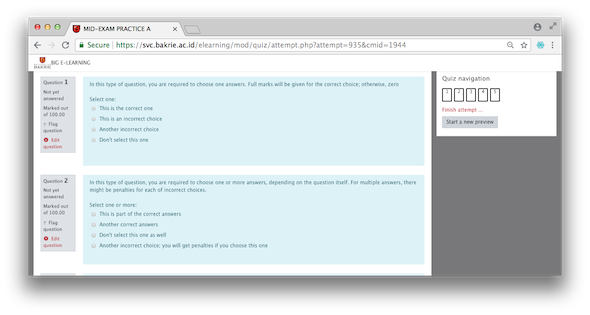 MID-EXAM PRACTICE A
Secure
https://svc.bakrie.ac.id/elearning/mod/quiz/attempt.php?attempt=935&cmid=1944
BAKRIE
BIG E-LEARNING
Question 1
Not yet
answered
Marked out
of 100.00
Flag
question
Edit
question
In this type of question, you are required to choose one answers. Full marks will be given for the correct choice; otherwise, zero
Select one:
This is the correct one
This is an incorrect choice
Another incorrect choice
Don't select this one
Quiz navigation
1 2 3 4 5
Finish attempt ...
Start a new preview
Question 2
Not yet
answered
Marked out
of 100.00
Flag
question
Edit
question
In this type of question, you are required to choose one or more answers, depending on the question itself. For multiple answers, there
might be penalties for each of incorrect choices.
Select one or more:
This is part of the correct answers
Another correct answers
Don't select this one as well
Another incorrect choice; you will get penalties if you choose this one